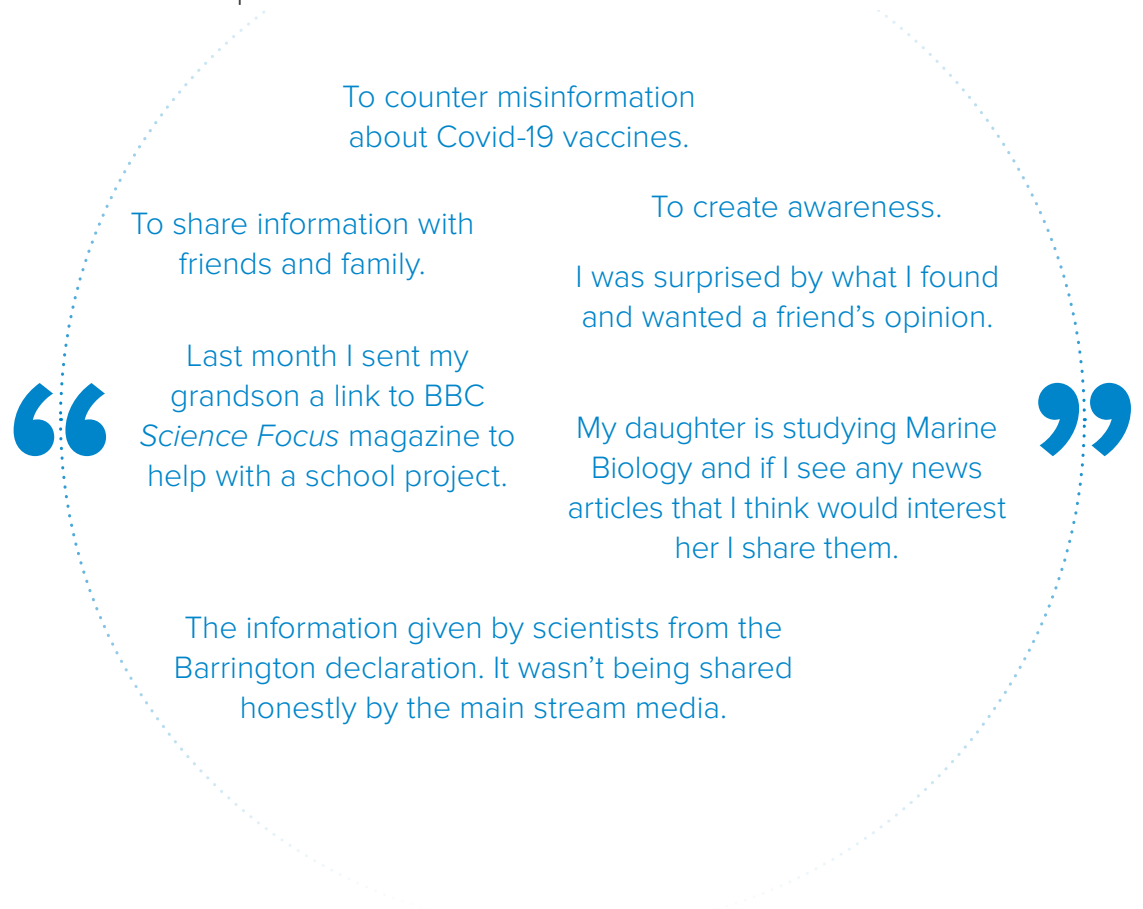 To counter misinformation
about Covid-19 vaccines.
To share information with
friends and family.
To create awareness.
I was surprised by what I found
and wanted a friend’s opinion.
Last month I sent my
grandson a link to BBC
Science Focus magazine to
help with a school project.
My daughter is studying Marine
Biology and if I see any news
articles that I think would interest
her I share them.
The information given by scientists from the
Barrington declaration. It wasn’t being shared
honestly by the main stream media.